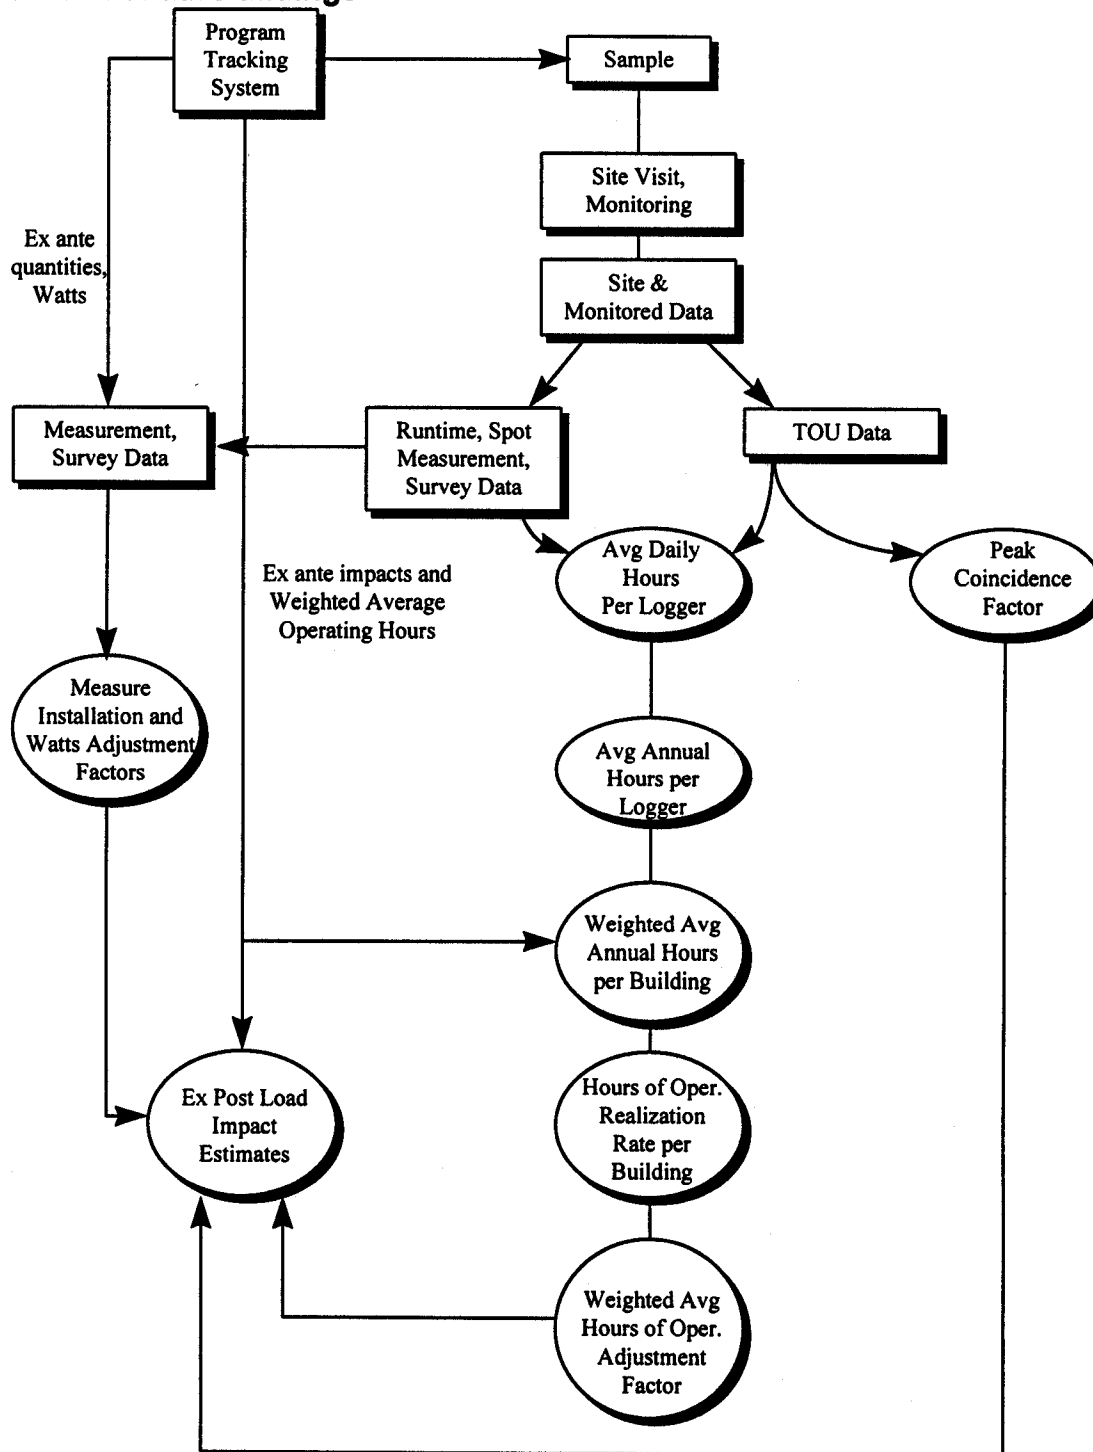 Program
Tracking
System
Sample
Site Visit,
Monitoring
Ex ante
quantities,
Watts
Site &
Monitored Data
Measurement,
Survey Data
Runtime, Spot
Measurement,
Survey Data
TOU Data
Avg Daily
Hours
Per Logger
Peak
Coincidence
Factor
Ex ante impacts and
Weighted Average
Operating Hours
Measure
Installation and
Watts Adjustment
Factors
Avg Annual
Hours per
Logger
Weighted Avg
Annual Hours
per Building
Ex Post Load
Impact
Estimates
Hours of Oper.
Realization
Rate per
Building
Weighted Avg
Hours of Oper.
Adjustment
Factor